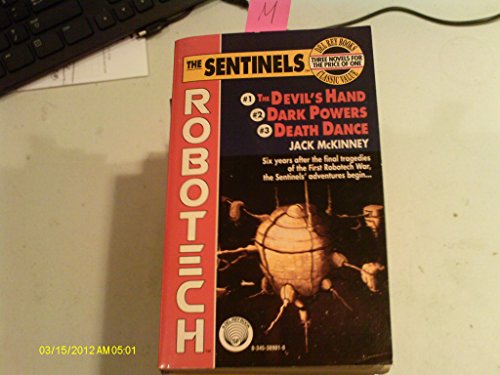 M
THE SENTINELS
DEL REY BOOKS
THREE NOVELS FOR
THE PRICE OF ONE
CLASSIC VALUE
ROBOTECH
#1 THE DEVIL'S HAND
#2 DARK POWERS
#3 DEATH DANCE
JACK McKINNEY
Six years after the final tragedies
of the First Robotech War,
the Sentinels' adventures begin...
03/15/2012 AM 05:01